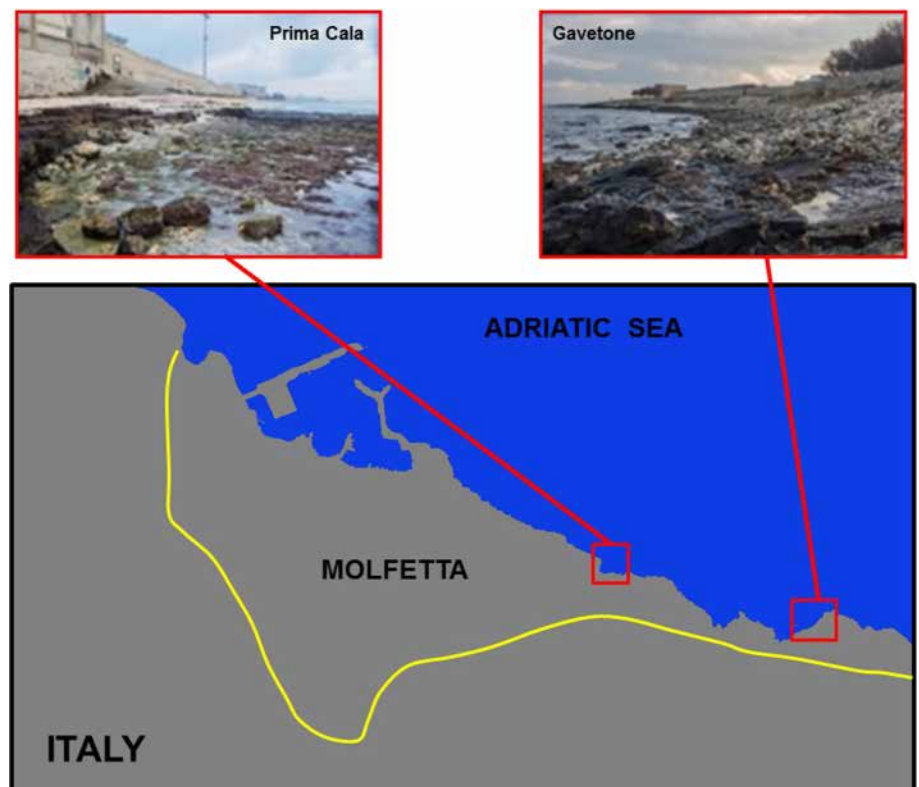 Prima Cala
Gavetone
ADRIATIC SEA
MOLFETTA
ITALY